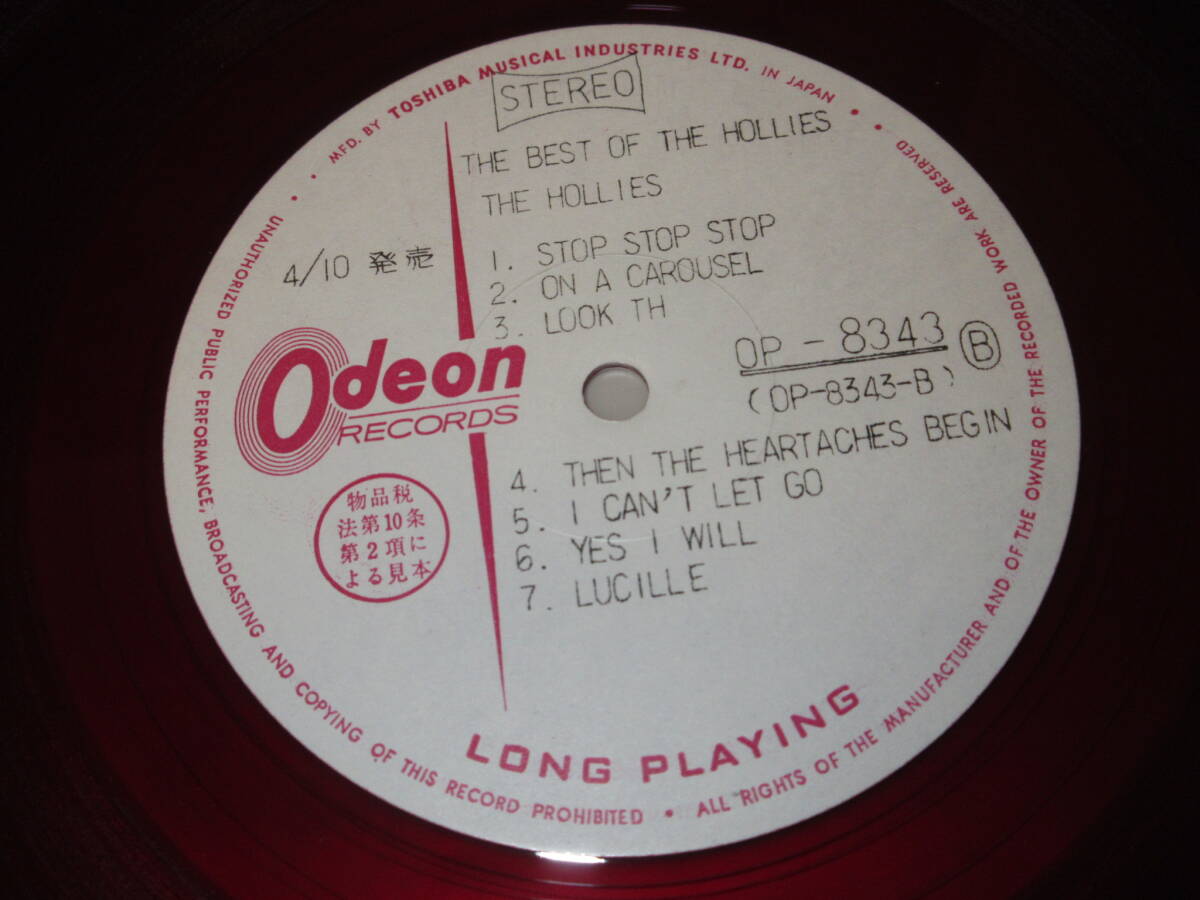 MFD. BY TOSHIBA MUSICAL INDUSTRIES LTD. IN JAPAN
STEREO
THE BEST OF THE HOLLIES
THE HOLLIES
4/10 発売
1. STOP STOP STOP
2. ON A CAROUSEL
3. LOOK TH
OP-8343 B
(OP-8343-B)
Odeon
RECORDS
4. THEN THE HEARTACHES BEGIN
5. I CAN'T LET GO
6. YES I WILL
7. LUCILLE
物品税
法第10条
第2項に
よる見本
LONG PLAYING
UNAUTHORIZED PUBLIC PERFORMANCE, BROADCASTING AND COPYING OF THIS RECORD PROHIBITED • ALL RIGHTS OF THE MANUFACTURER AND OF THE OWNER OF THE RECORDED WORK ARE RESERVED